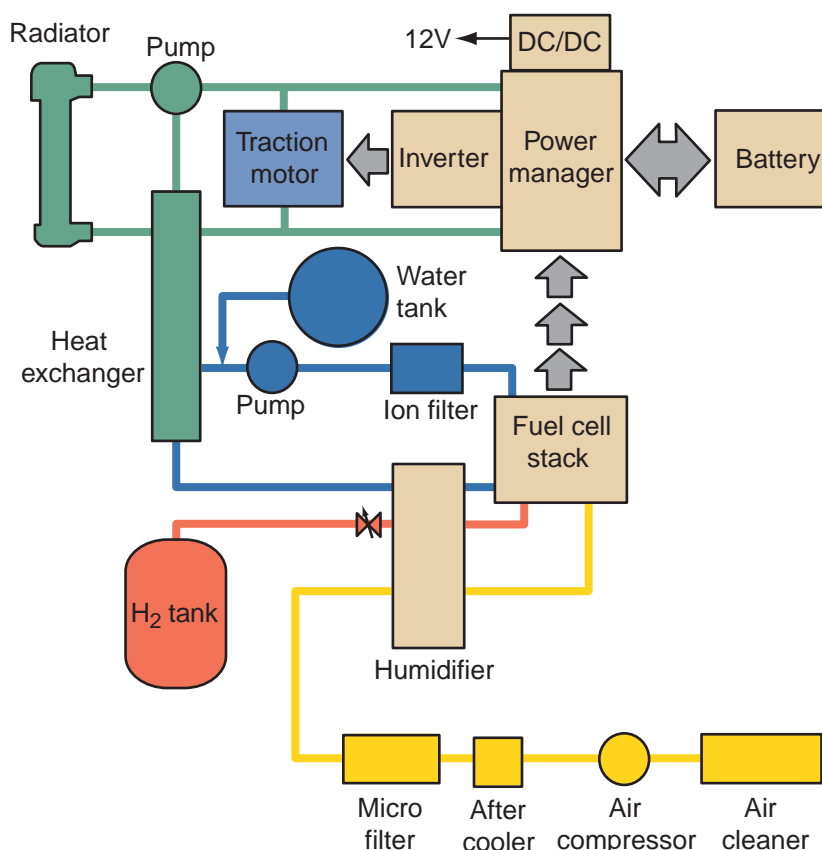 Radiator
Pump
12V
DC/DC
Traction
motor
Inverter
Power
manager
Battery
Water
tank
Heat
exchanger
Pump
Ion filter
Fuel cell
stack
H2 tank
Humidifier
Micro
filter
After
cooler
Air
compressor
Air
cleaner